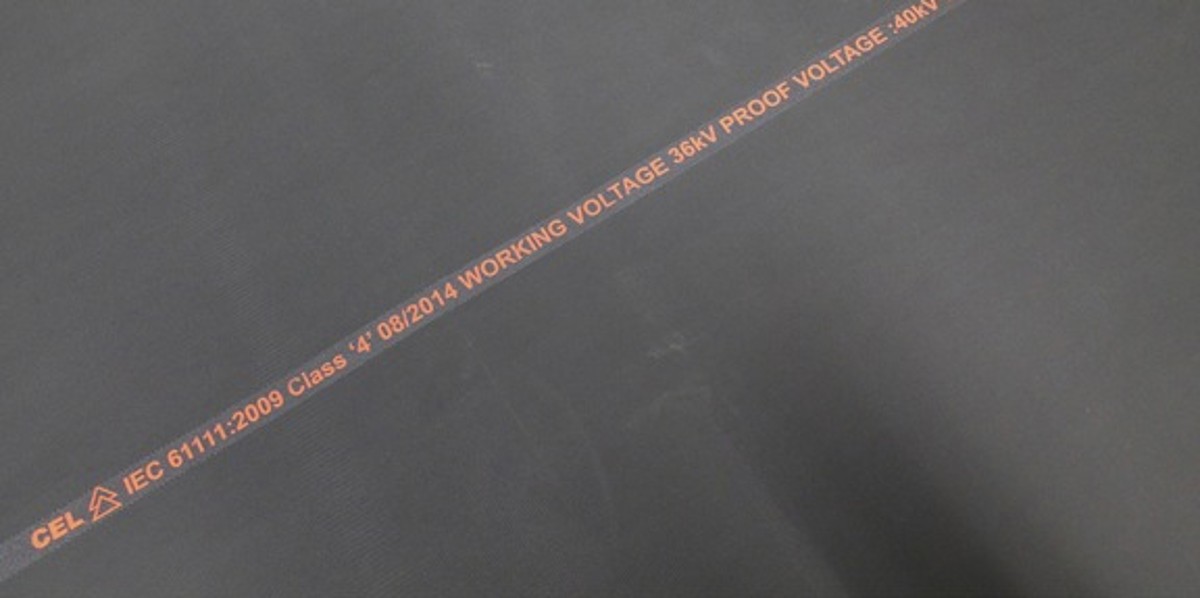 CEL IEC 61111:2009 Class ‘4’ 08/2014 WORKING VOLTAGE 36kV PROOF VOLTAGE :40kV